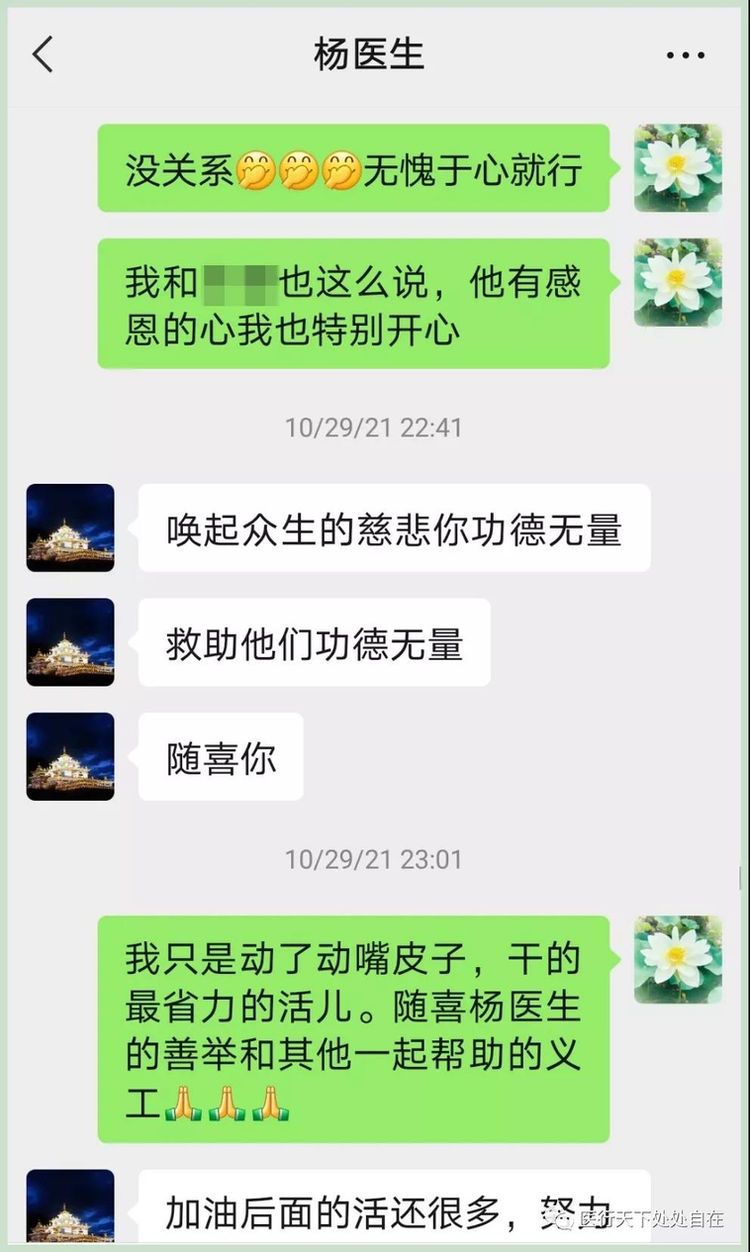 杨医生
没关系🤭🤭🤭无愧于心就行
我和 也这么说，他有感
恩的心我也特别开心
10/29/21 22:41
唤起众生的慈悲你功德无量
救助他们功德无量
随喜你
10/29/21 23:01
我只是动了动嘴皮子，干的
最省力的活儿。随喜杨医生
的善举和其他一起帮助的义
工🙏🙏🙏
加油后面的活还很多，努力
医行天下处处自在